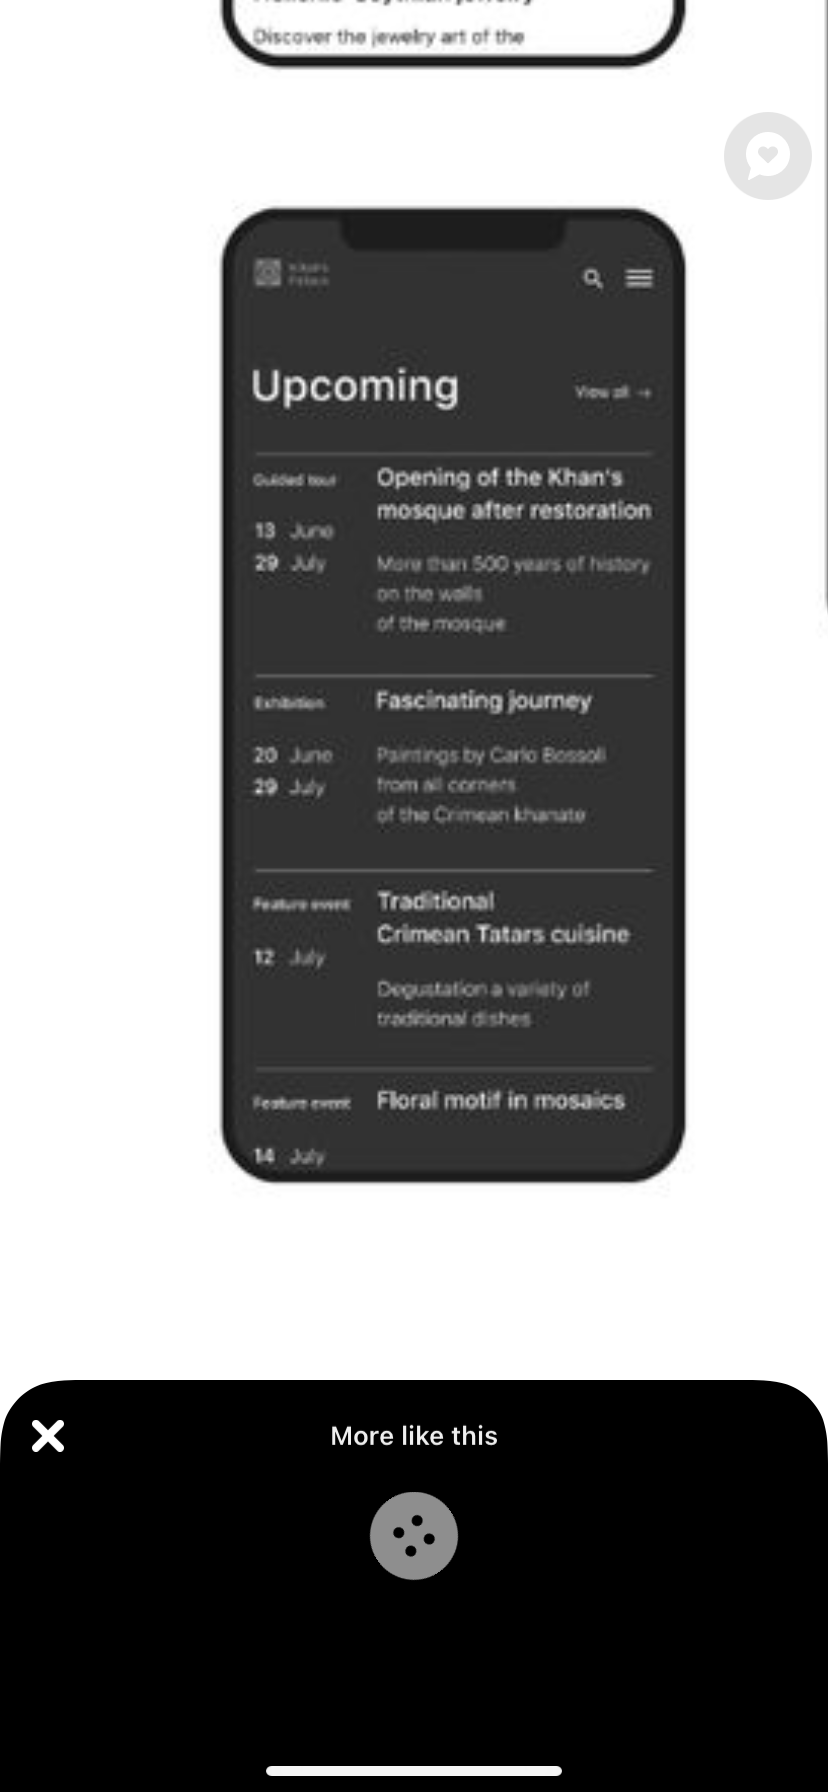 Discover the jewelry art of the
Khan's
Palace
Upcoming
View all →
Guided tour
Opening of the Khan's
mosque after restoration
13 June
29 July
More than 500 years of history
on the walls
of the mosque
Exhibition
Fascinating journey
20 June
29 July
Paintings by Carlo Bossoli
from all corners
of the Crimean khanate
Feature event
Traditional
Crimean Tatars cuisine
12 July
Degustation a variety of
traditional dishes
Feature event
Floral motif in mosaics
14 July
More like this